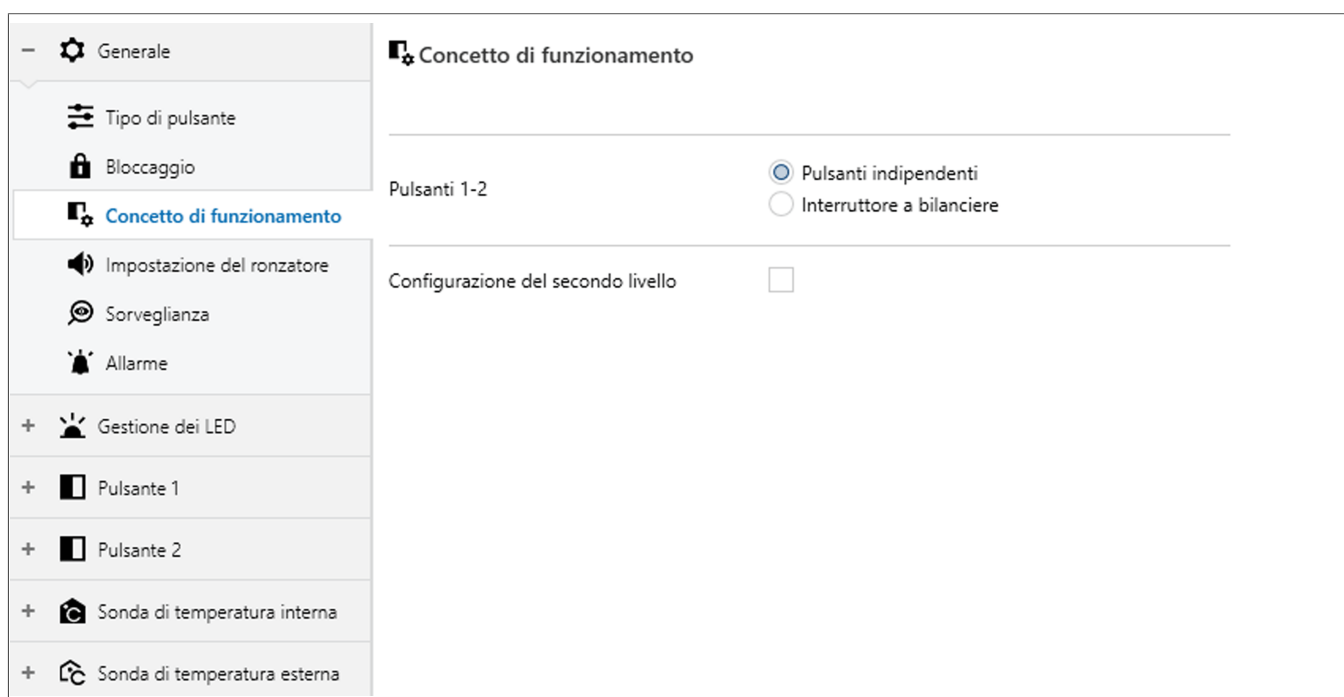 Generale
Tipo di pulsante
Bloccaggio
Concetto di funzionamento
Impostazione del ronzatore
Sorveglianza
Allarme
Gestione dei LED
Pulsante 1
Pulsante 2
Sonda di temperatura interna
Sonda di temperatura esterna
Concetto di funzionamento
Pulsanti 1-2
Pulsanti indipendenti
Interruttore a bilanciere
Configurazione del secondo livello